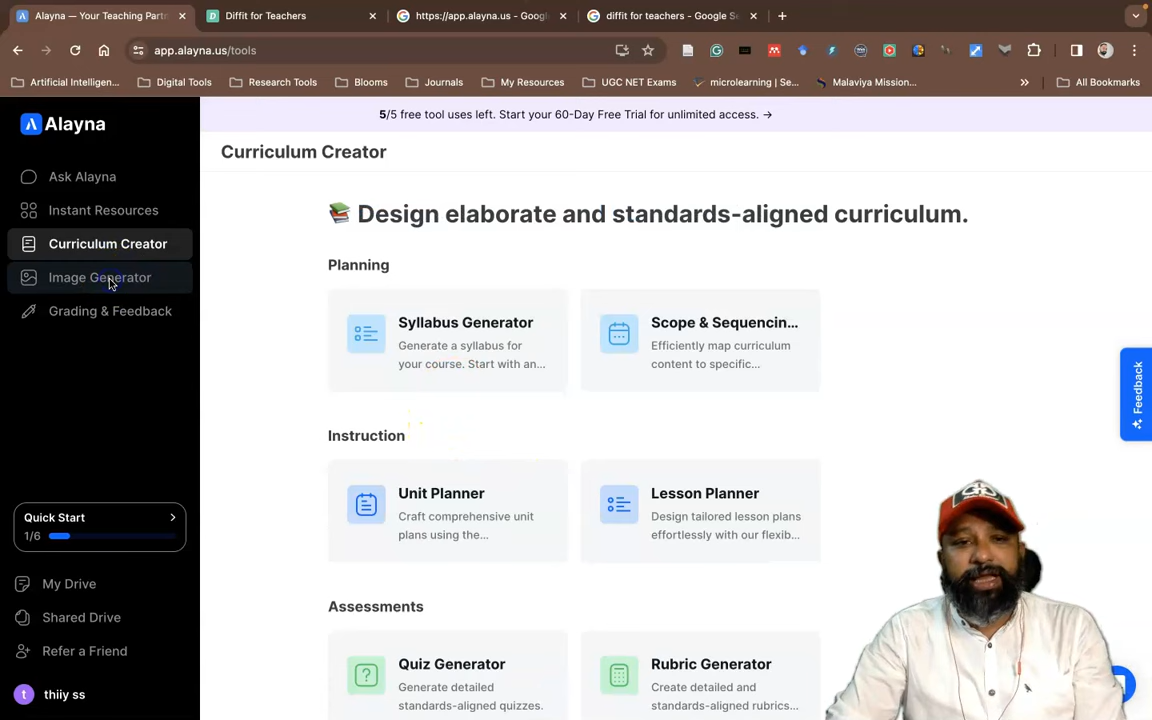 Alayna — Your Teaching Part
Diffit for Teachers
https://app.alayna.us - Googl
diffit for teachers - Google Se
app.alayna.us/tools
Artificial Intelligen...
Digital Tools
Research Tools
Blooms
Journals
My Resources
UGC NET Exams
microlearning | Se...
Malaviya Mission...
All Bookmarks
Alayna
5/5 free tool uses left. Start your 60-Day Free Trial for unlimited access. →
Curriculum Creator
Ask Alayna
Instant Resources
Curriculum Creator
Image Generator
Grading & Feedback
📚 Design elaborate and standards-aligned curriculum.
Planning
Syllabus Generator
Generate a syllabus for
your course. Start with an...
Scope & Sequencin...
Efficiently map curriculum
content to specific...
Feedback
Instruction
Unit Planner
Craft comprehensive unit
plans using the...
Lesson Planner
Design tailored lesson plans
effortlessly with our flexib...
Assessments
Quiz Generator
Generate detailed
standards-aligned quizzes.
Rubric Generator
Create detailed and
standards-aligned rubrics...
Quick Start
1/6
My Drive
Shared Drive
Refer a Friend
t thiiy ss